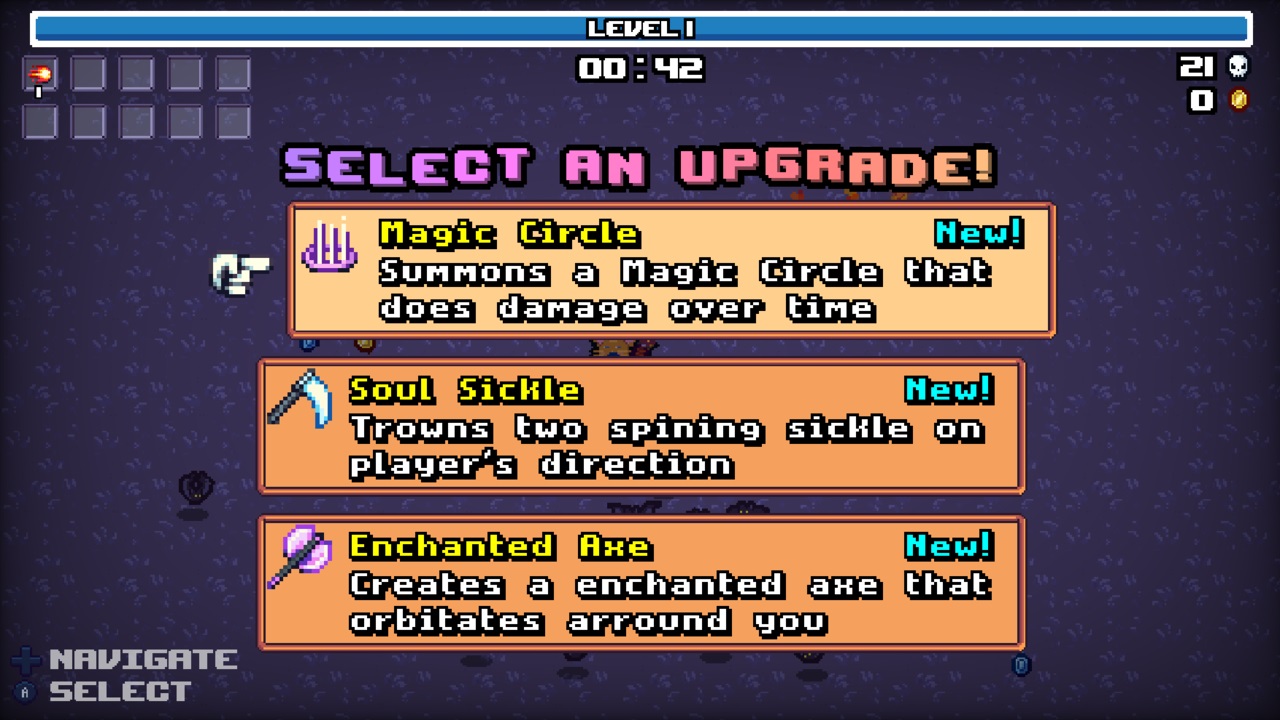 LEVEL 1
00:42
21
1
0
SELECT AN UPGRADE!
Magic Circle New!
Summons a Magic Circle that
does damage over time
Soul Sickle New!
Trowns two spining sickle on
player's direction
Enchanted Axe New!
Creates a enchanted axe that
orbitates arround you
NAVIGATE
A SELECT